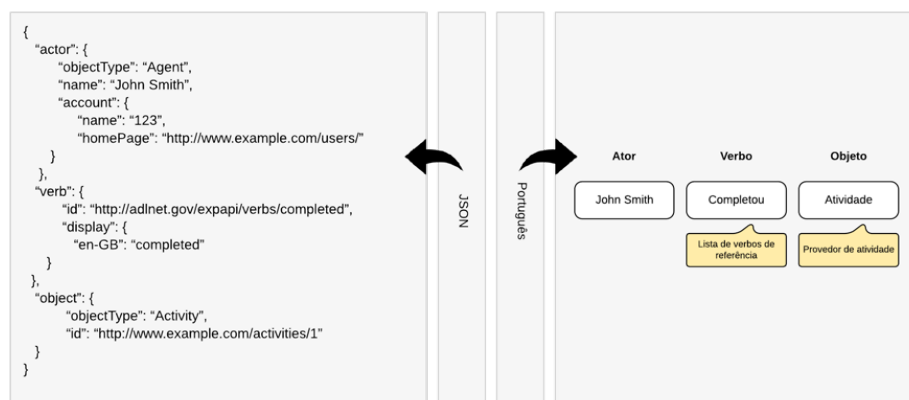 {
“actor”: {
“objectType”: “Agent”,
“name”: “John Smith”,
“account”: {
“name”: “123”,
“homePage”: “http://www.example.com/users/”
}
},
“verb”: {
“id”: “http://adlnet.gov/expapi/verbs/completed”,
“display”: {
“en-GB”: “completed”
}
},
“object”: {
“objectType”: “Activity”,
“id”: “http://www.example.com/activities/1”
}
}
JSON
Português
Ator Verbo Objeto
John Smith Completou Atividade
Lista de verbos de
referência
Provedor de atividade